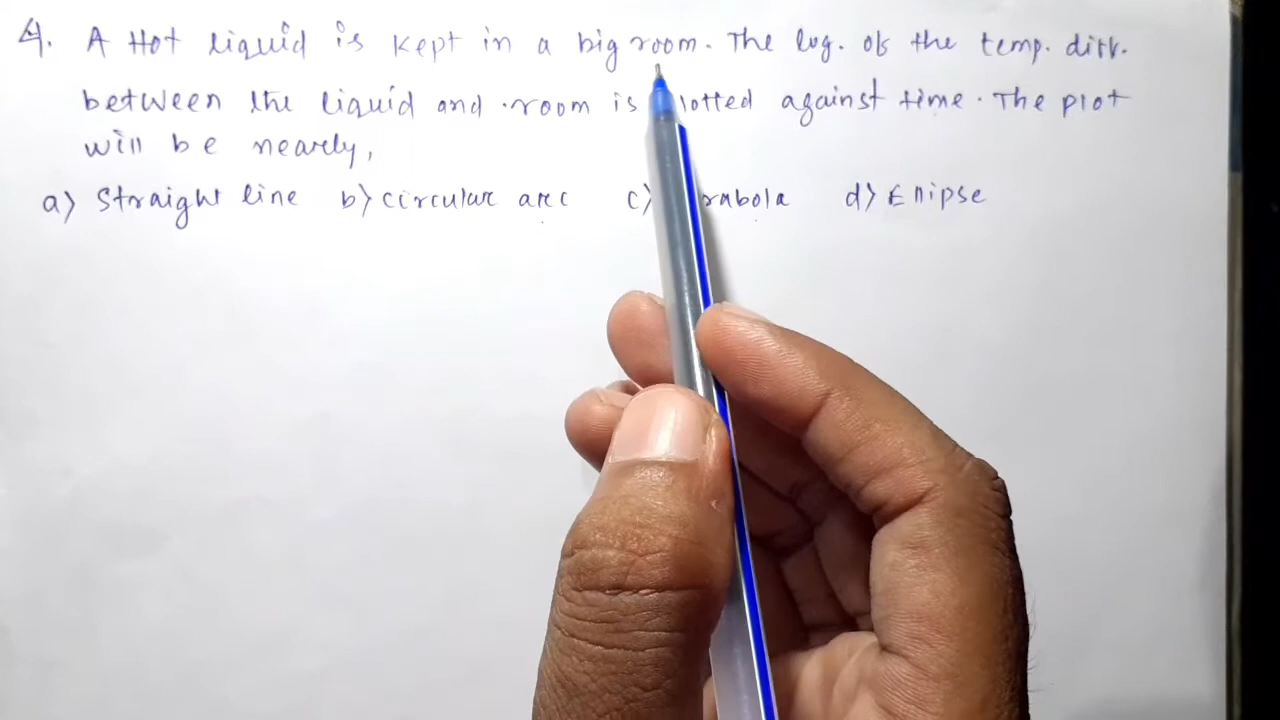 4. A Hot liquid is kept in a big room. The log. of the temp. diff.
between the liquid and room is lotted against time. The plot
will be nearly,
a) straight line b) circular arc c) rabola d) Ellipse